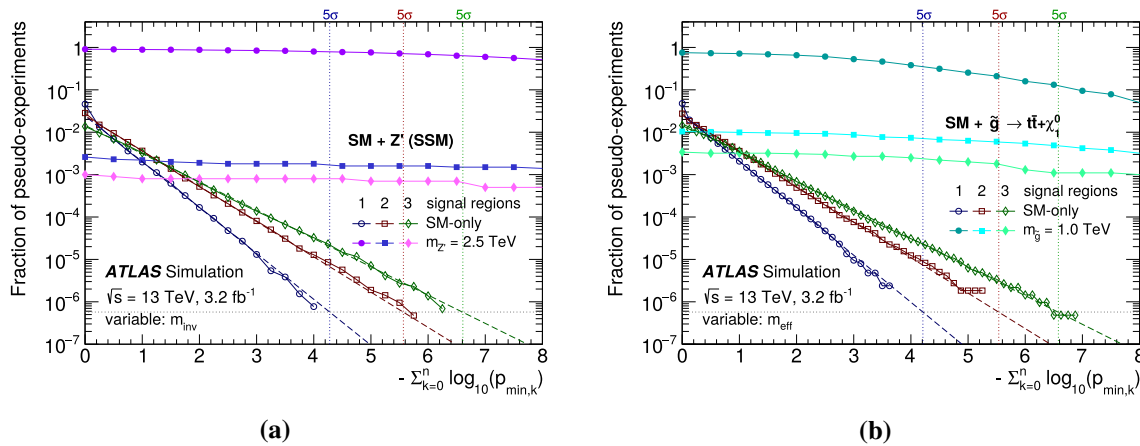 5σ 5σ 5σ
Fraction of pseudo-experiments
1
10⁻¹
10⁻²
10⁻³
10⁻⁴
10⁻⁵
10⁻⁶
10⁻⁷
SM + Z' (SSM)
1 2 3 signal regions
SM-only
m_Z' = 2.5 TeV
ATLAS Simulation
√s = 13 TeV, 3.2 fb⁻¹
variable: m_inv
0 1 2 3 4 5 6 7 8
- Σⁿₖ₌₀ log₁₀(p_min,k)
(a)
5σ 5σ 5σ
Fraction of pseudo-experiments
1
10⁻¹
10⁻²
10⁻³
10⁻⁴
10⁻⁵
10⁻⁶
10⁻⁷
SM + g̃ → tt̄+χ⁰₁
1 2 3 signal regions
SM-only
m_g̃ = 1.0 TeV
ATLAS Simulation
√s = 13 TeV, 3.2 fb⁻¹
variable: m_eff
0 1 2 3 4 5 6 7 8
- Σⁿₖ₌₀ log₁₀(p_min,k)
(b)